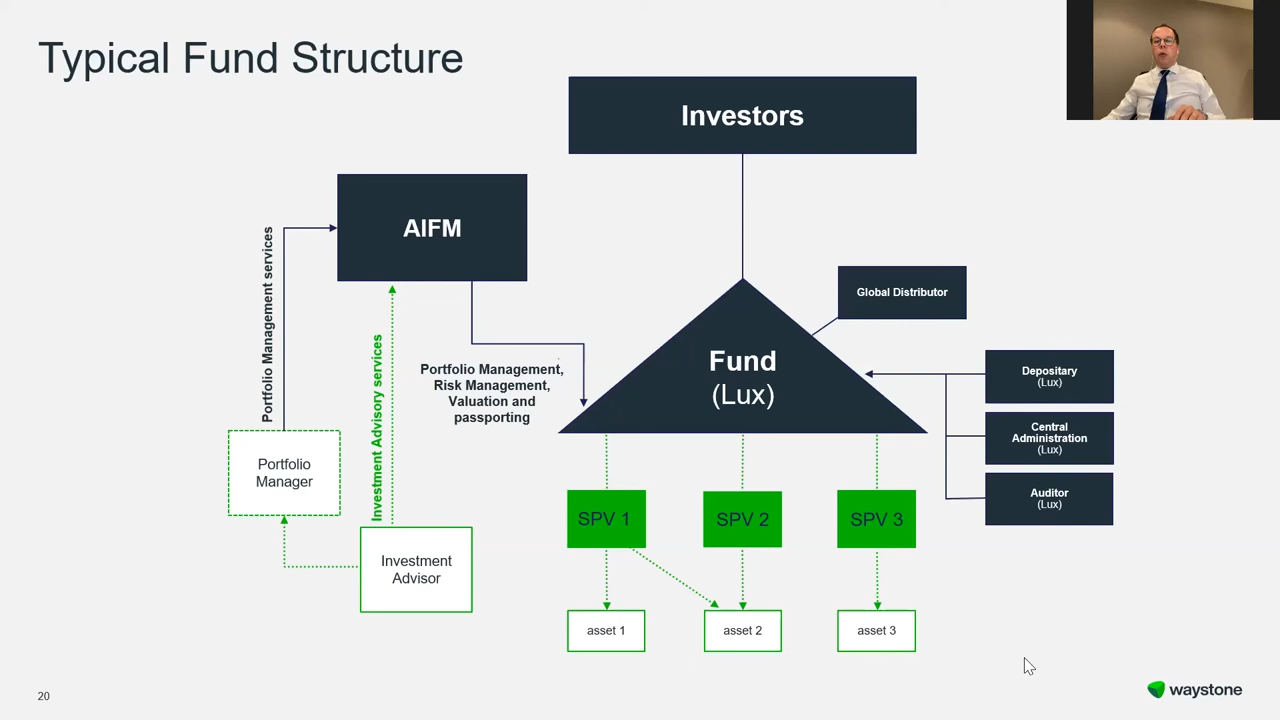 Typical Fund Structure
Investors
AIFM
Portfolio Management services
Investment Advisory services
Global Distributor
Portfolio Management,
Risk Management,
Valuation and
passporting
Fund
(Lux)
Depositary
(Lux)
Central
Administration
(Lux)
Auditor
(Lux)
Portfolio
Manager
Investment
Advisor
SPV 1
SPV 2
SPV 3
asset 1
asset 2
asset 3
20
waystone